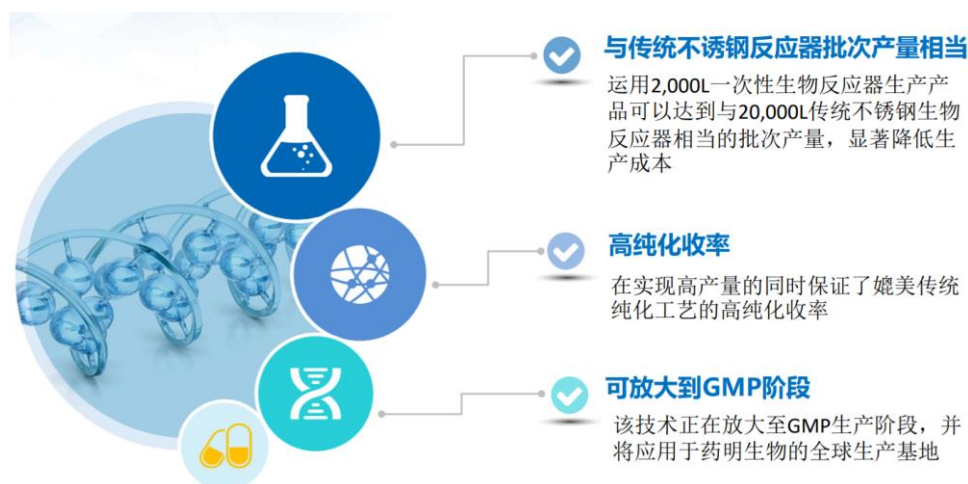 与传统不诱钢反应器批次产量相当
运用2,000L一次性生物反应器生产产
品可以达到与20,000L传统不锈钢生物
反应器相当的批次产量，显著降低生
产成本
高纯化收率
在实现高产量的同时保证了媲美传统
纯化工艺的高纯化收率
可放大到GMP阶段
该技术正在放大至GMP生产阶段，并
将应用于药明生物的全球生产基地